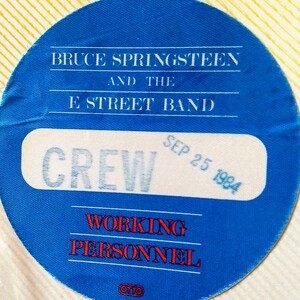 BRUCE SPRINGSTEEN
AND THE
E STREET BAND
CREW
SEP 25 1984
WORKING
PERSONNEL